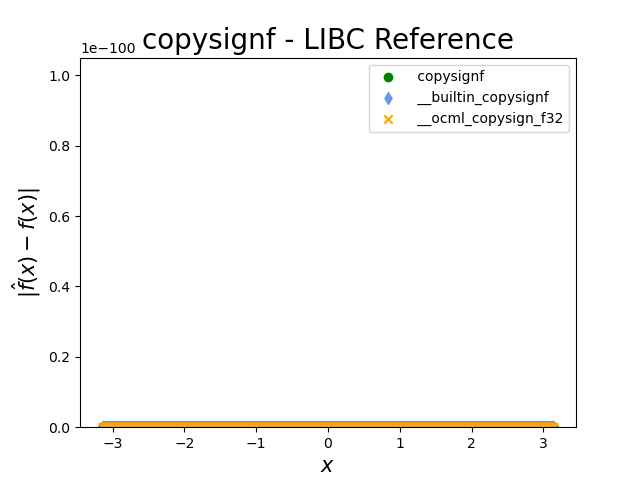 copysignf - LIBC Reference
1e−100
1.0
0.8
0.6
0.4
0.2
0.0
|f̂(x) − f(x)|
copysignf
__builtin_copysignf
__ocml_copysign_f32
−3
−2
−1
0
1
2
3
x